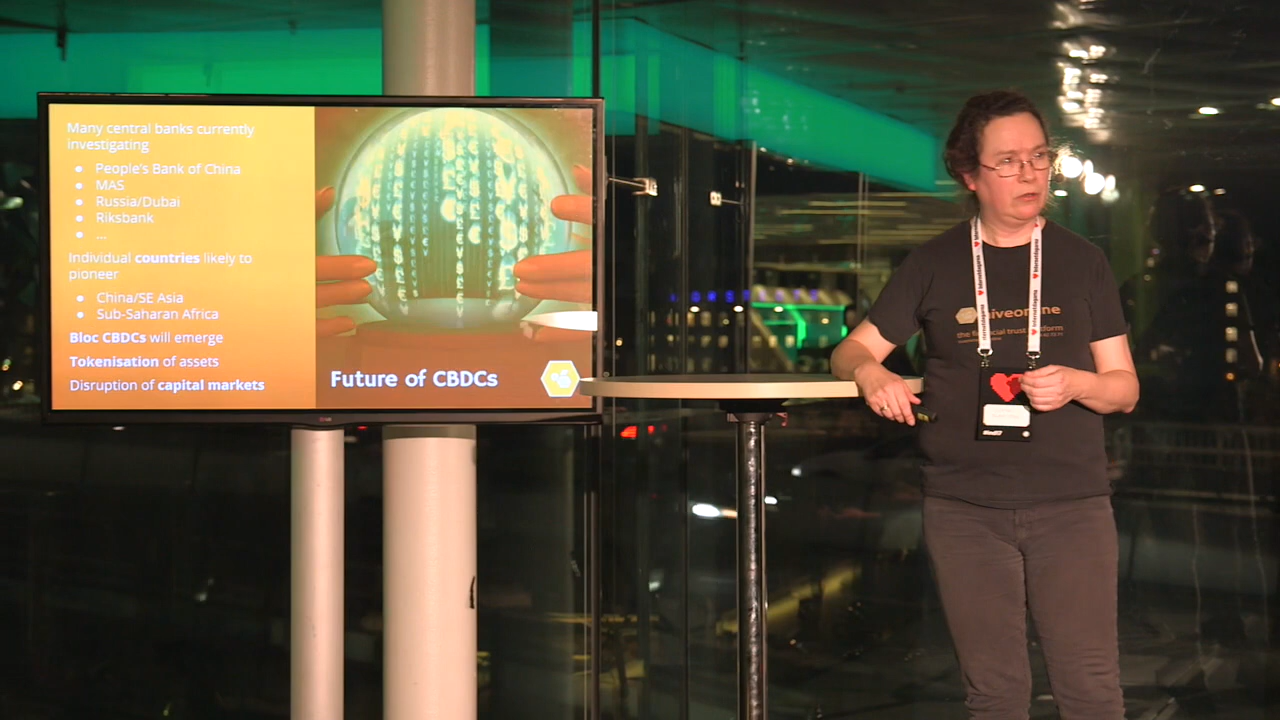 Many central banks currently
investigating
● People's Bank of China
● MAS
● Russia/Dubai
● Riksbank
● ...
Individual countries likely to
pioneer
● China/SE Asia
● Sub-Saharan Africa
Bloc CBDCs will emerge
Tokenisation of assets
Disruption of capital markets
Future of CBDCs
hiveonline
the financial trust platform